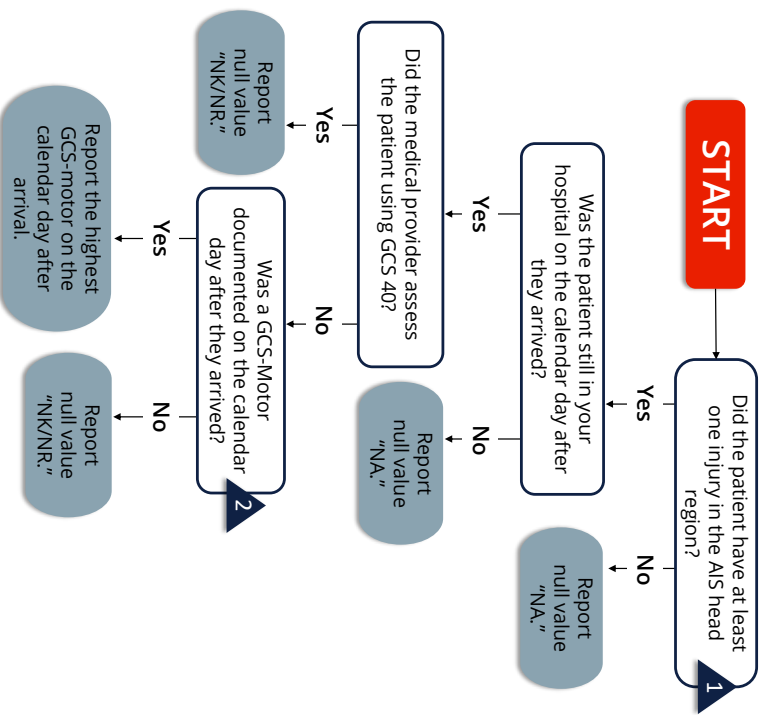 START
Did the patient have at least
one injury in the AIS head
region?
1
Yes
No
Was the patient still in your
hospital on the calendar day after
they arrived?
Report
null value
“NA.”
Yes
No
Did the medical provider assess
the patient using GCS 40?
Report
null value
“NA.”
Yes
No
Report
null value
“NK/NR.”
Was a GCS-Motor
documented on the calendar
day after they arrived?
2
Yes
No
Report the highest
GCS-motor on the
calendar day after
arrival.
Report
null value
“NK/NR.”